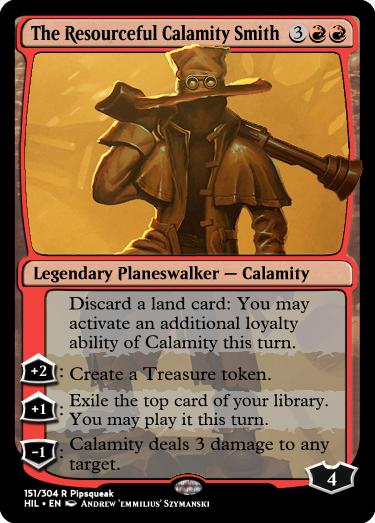 The Resourceful Calamity Smith 3
Legendary Planeswalker — Calamity
Discard a land card: You may
activate an additional loyalty
ability of Calamity this turn.
+2: Create a Treasure token.
+1: Exile the top card of your library.
You may play it this turn.
-1: Calamity deals 3 damage to any
target.
4
151/304 R Pipsqueak
HIL • EN Andrew 'emmilius' Szymanski